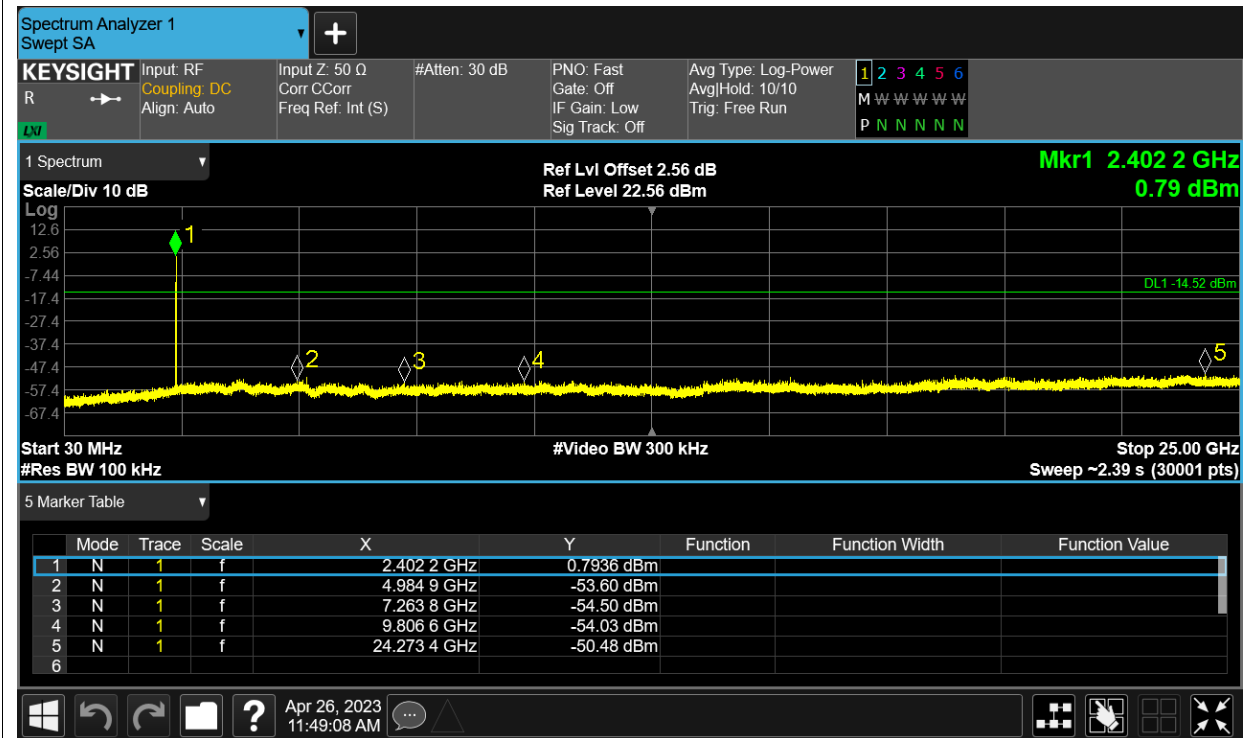 Spectrum Analyzer 1
Swept SA
+
KEYSIGHT
R
LXI
Input: RF
Coupling: DC
Align: Auto
Input Z: 50 Ω
Corr CCorr
Freq Ref: Int (S)
#Atten: 30 dB
PNO: Fast
Gate: Off
IF Gain: Low
Sig Track: Off
Avg Type: Log-Power
Avg|Hold: 10/10
Trig: Free Run
1 2 3 4 5 6
M W W W W W
P N N N N N
1 Spectrum
Scale/Div 10 dB
Ref Lvl Offset 2.56 dB
Ref Level 22.56 dBm
Mkr1 2.402 2 GHz
0.79 dBm
Log
12.6
2.56
-7.44
-17.4
-27.4
-37.4
-47.4
-57.4
-67.4
1
2
3
4
5
DL1 -14.52 dBm
Start 30 MHz
#Res BW 100 kHz
#Video BW 300 kHz
Stop 25.00 GHz
Sweep ~2.39 s (30001 pts)
5 Marker Table
Mode Trace Scale X Y Function Function Width Function Value
1 N 1 f 2.402 2 GHz 0.7936 dBm
2 N 1 f 4.984 9 GHz -53.60 dBm
3 N 1 f 7.263 8 GHz -54.50 dBm
4 N 1 f 9.806 6 GHz -54.03 dBm
5 N 1 f 24.273 4 GHz -50.48 dBm
6
?
Apr 26, 2023
11:49:08 AM